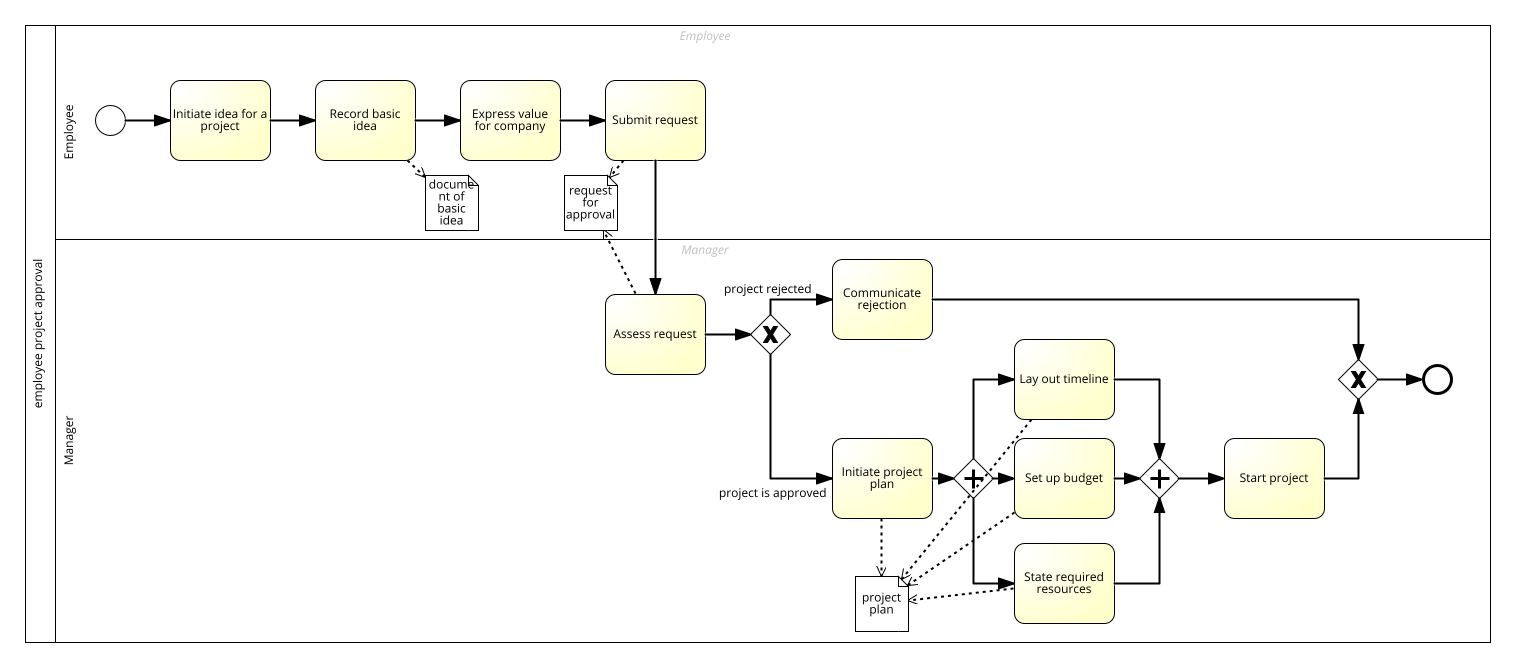 Employee
Employee
Initiate idea for a
project
Record basic
idea
Express value
for company
Submit request
docume
nt of
basic
idea
request
for
approval
employee project approval
Manager
Manager
Assess request
project rejected
Communicate
rejection
project is approved
Initiate project
plan
Lay out timeline
Set up budget
State required
resources
Start project
project
plan